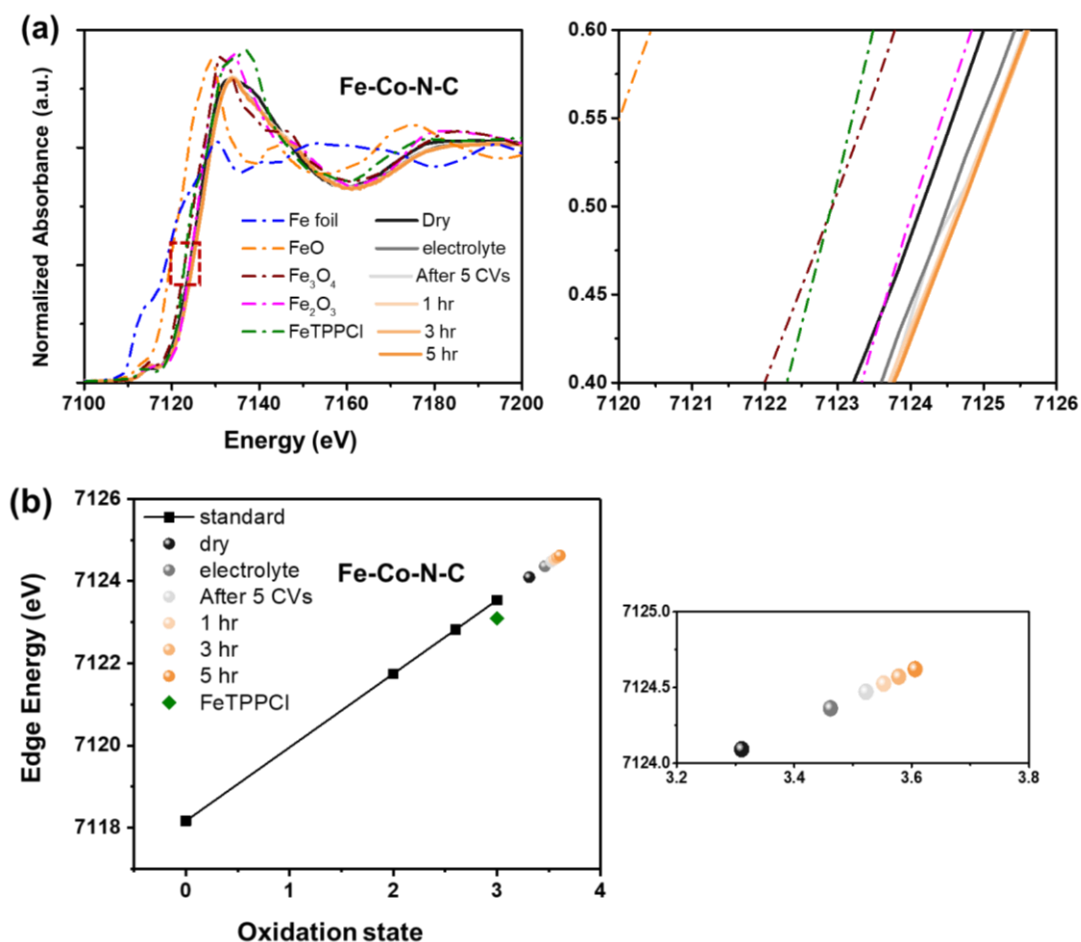 (a)
Normalized Absorbance (a.u.)
Fe-Co-N-C
Fe foil
FeO
Fe₃O₄
Fe₂O₃
FeTPPCl
Dry
electrolyte
After 5 CVs
1 hr
3 hr
5 hr
7100 7120 7140 7160 7180 7200
Energy (eV)
0.60
0.55
0.50
0.45
0.40
7120 7121 7122 7123 7124 7125 7126
(b)
Edge Energy (eV)
7126
7124
7122
7120
7118
standard
dry
electrolyte
After 5 CVs
1 hr
3 hr
5 hr
FeTPPCl
Fe-Co-N-C
0 1 2 3 4
Oxidation state
7125.0
7124.5
7124.0
3.2 3.4 3.6 3.8